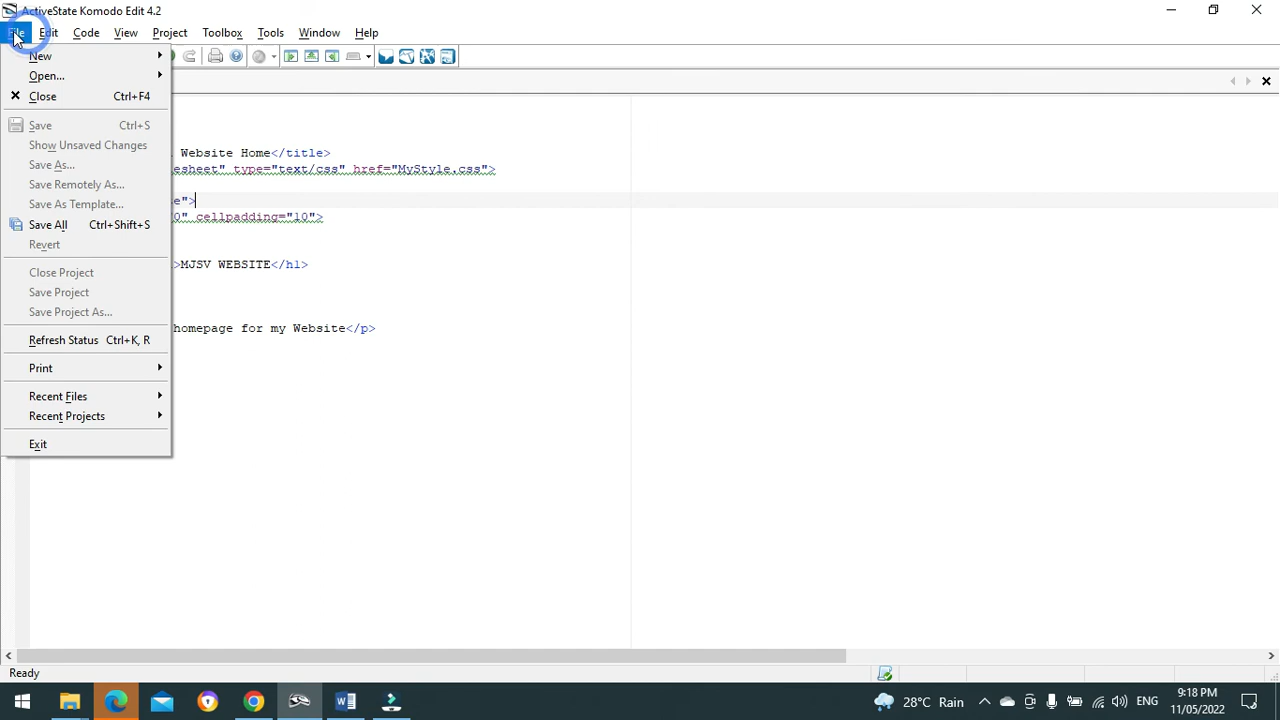 ActiveState Komodo Edit 4.2
File Edit Code View Project Toolbox Tools Window Help
New
Open...
Close Ctrl+F4
Save Ctrl+S
Show Unsaved Changes
Save As...
Save Remotely As...
Save As Template...
Save All Ctrl+Shift+S
Revert
Close Project
Save Project
Save Project As...
Refresh Status Ctrl+K, R
Print
Recent Files
Recent Projects
Exit
Website Home</title>
esheet" type="text/css" href="MyStyle.css">
se">
0" cellpadding="10">
>MJSV WEBSITE</h1>
homepage for my Website</p>
Ready
28°C Rain
ENG
9:18 PM
11/05/2022